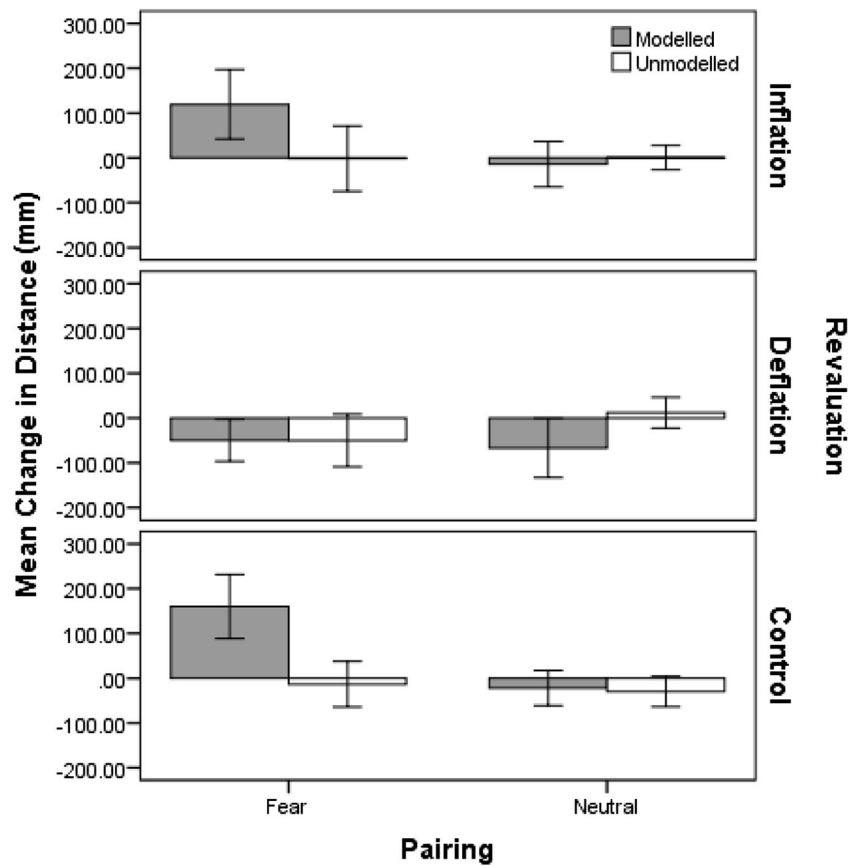 Mean Change in Distance (mm)
300.00
200.00
100.00
.00
-100.00
-200.00
Modelled
Unmodelled
Inflation
300.00
200.00
100.00
.00
-100.00
-200.00
Deflation
300.00
200.00
100.00
.00
-100.00
-200.00
Control
Revaluation
Fear
Neutral
Pairing